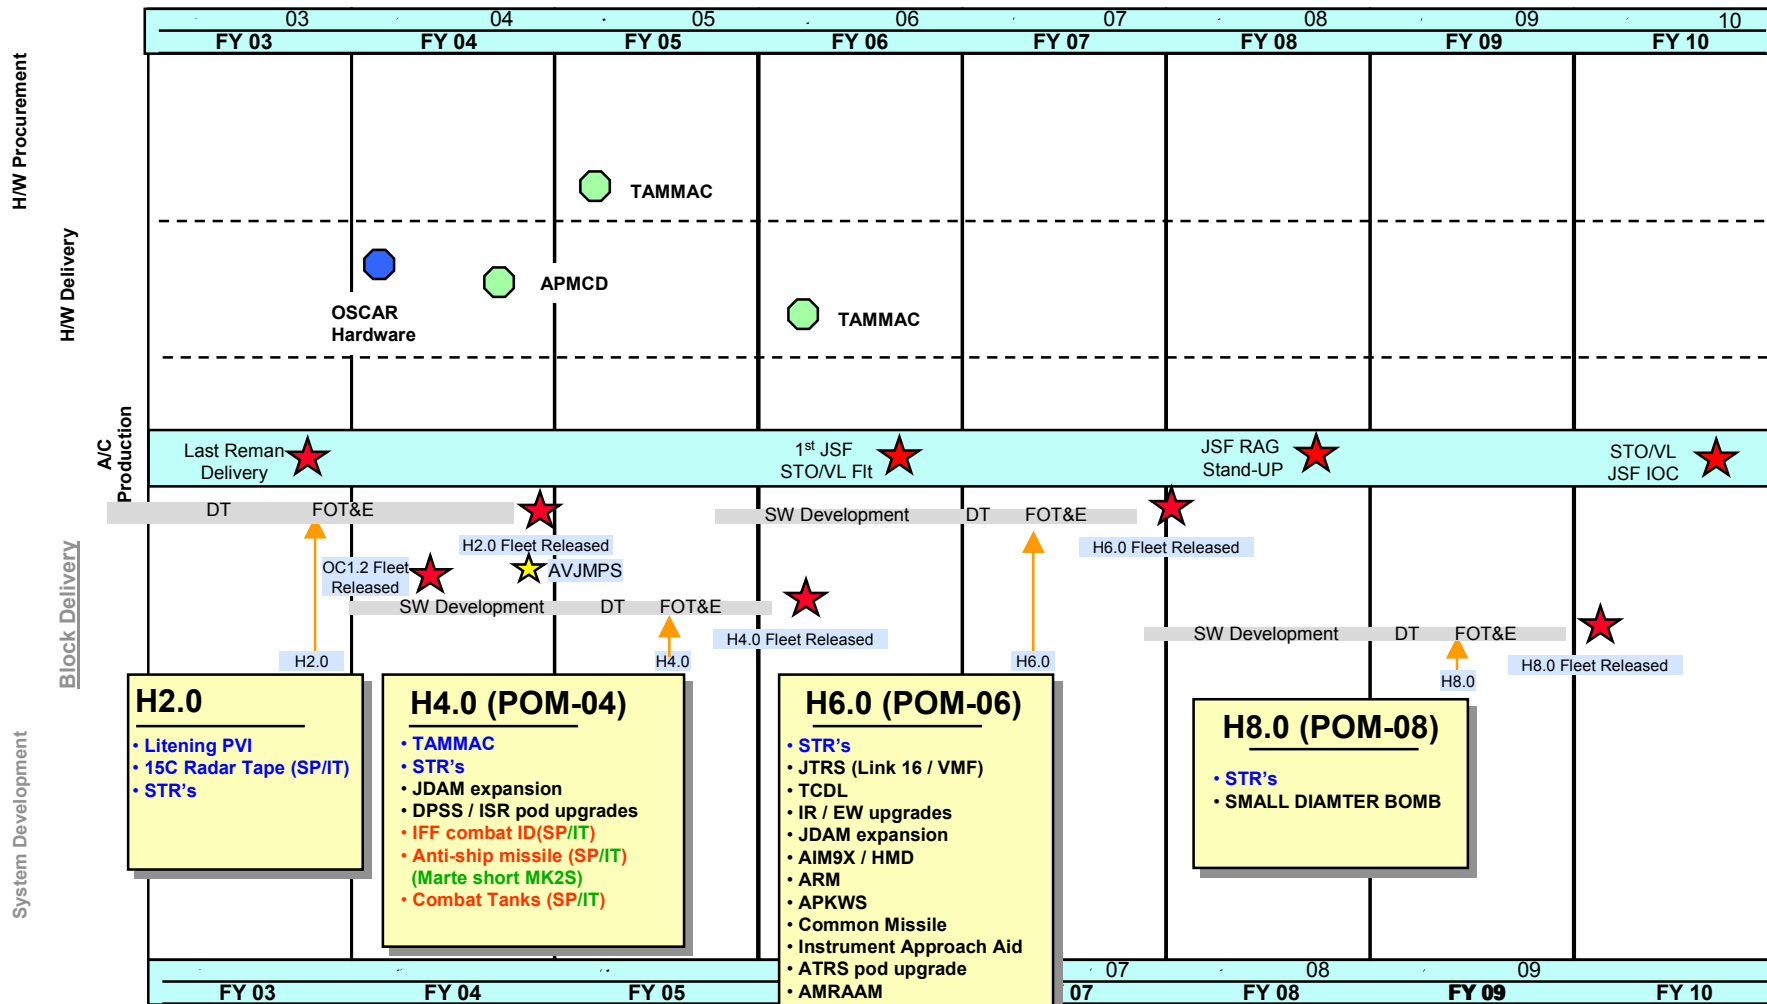 03 04 05 06 07 08 09 10
FY 03 FY 04 FY 05 FY 06 FY 07 FY 08 FY 09 FY 10
H/W Procurement
TAMMAC
H/W Delivery
OSCAR
Hardware
APMCD
TAMMAC
A/C
Production
Last Reman
Delivery
1st JSF
STO/VL Flt
JSF RAG
Stand-UP
STO/VL
JSF IOC
Block Delivery
DT FOT&E
H2.0 Fleet Released
OC1.2 Fleet
Released
AVJMPS
SW Development DT FOT&E
H4.0 Fleet Released
SW Development DT FOT&E
H6.0 Fleet Released
SW Development DT FOT&E
H8.0 Fleet Released
H2.0
H4.0
H6.0
H8.0
System Development
H2.0
• Litening PVI
• 15C Radar Tape (SP/IT)
• STR's
H4.0 (POM-04)
• TAMMAC
• STR's
• JDAM expansion
• DPSS / ISR pod upgrades
• IFF combat ID(SP/IT)
• Anti-ship missile (SP/IT)
(Marte short MK2S)
• Combat Tanks (SP/IT)
H6.0 (POM-06)
• STR's
• JTRS (Link 16 / VMF)
• TCDL
• IR / EW upgrades
• JDAM expansion
• AIM9X / HMD
• ARM
• APKWS
• Common Missile
• Instrument Approach Aid
• ATRS pod upgrade
• AMRAAM
H8.0 (POM-08)
• STR's
• SMALL DIAMTER BOMB
03 04 05 07 08 09
FY 03 FY 04 FY 05 07 FY 08 FY 09 FY 10